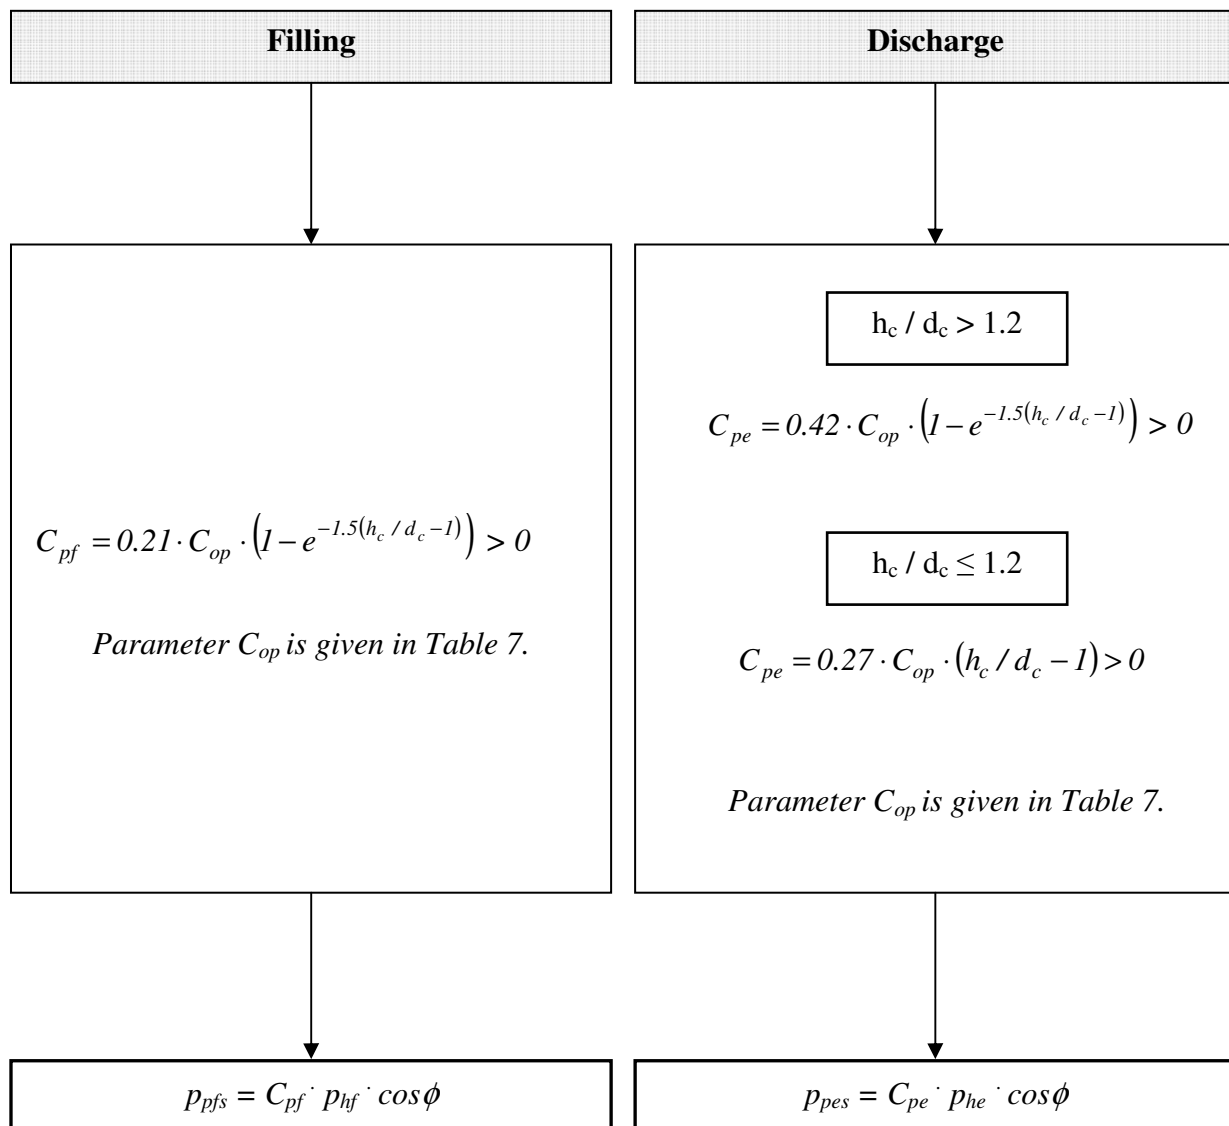 Filling
C_pf = 0.21 · C_op · (1 − e^{−1.5(h_c / d_c −1)}) > 0
Parameter C_op is given in Table 7.
p_pfs = C_pf · p_hf · cosϕ
Discharge
h_c / d_c > 1.2
C_pe = 0.42 · C_op · (1 − e^{−1.5(h_c / d_c −1)}) > 0
h_c / d_c ≤ 1.2
C_pe = 0.27 · C_op · (h_c / d_c − 1) > 0
Parameter C_op is given in Table 7.
p_pes = C_pe · p_he · cosϕ